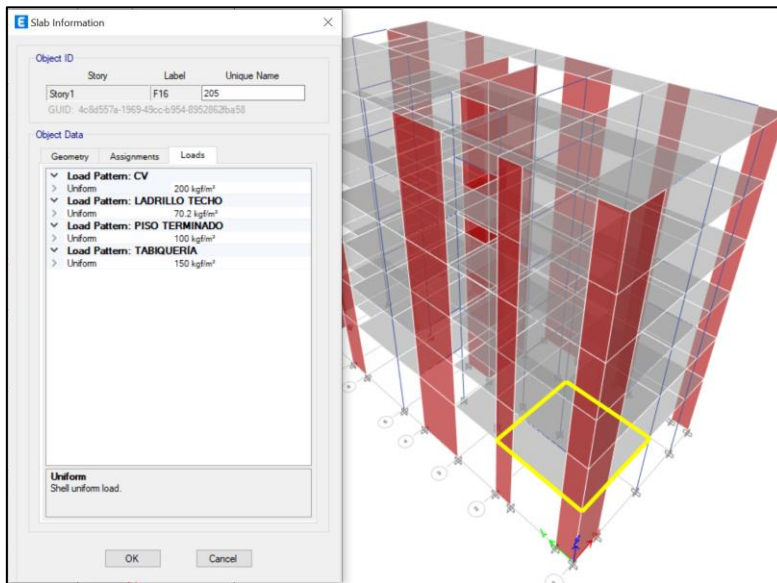 E Slab Information
Object ID
Story Label Unique Name
Story1 F16 205
GUID: 4c8d557a-1969-49cc-b954-8952862fba58
Object Data
Geometry Assignments Loads
Load Pattern: CV
Uniform 200 kgf/m²
Load Pattern: LADRILLO TECHO
Uniform 70.2 kgf/m²
Load Pattern: PISO TERMINADO
Uniform 100 kgf/m²
Load Pattern: TABIQUERÍA
Uniform 150 kgf/m²
Uniform
Shell uniform load.
OK Cancel